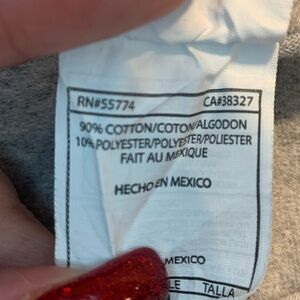 RN#55774 CA#38327
90% COTTON/COTON/ALGODON
10% POLYESTER/POLYESTER/POLIESTER
FAIT AU MEXIQUE
HECHO EN MEXICO
MEXICO
TALLA